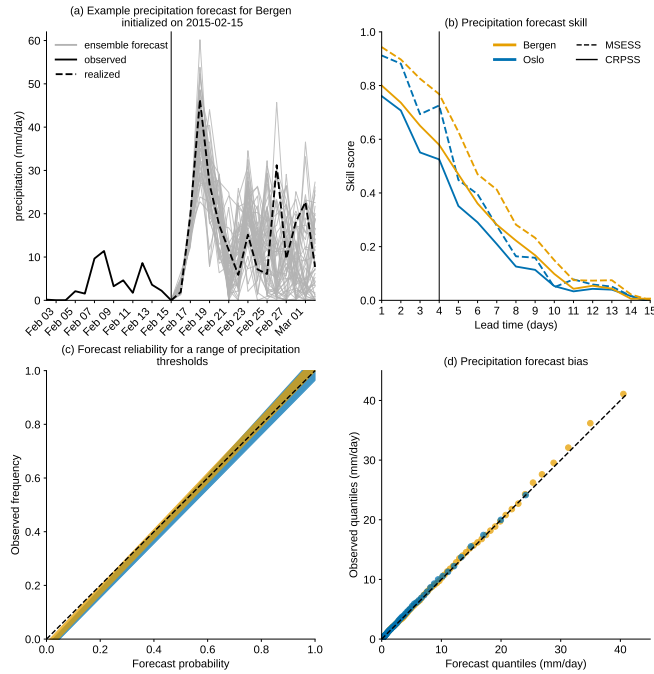 (a) Example precipitation forecast for Bergen
initialized on 2015-02-15
precipitation (mm/day)
60
50
40
30
20
10
0
ensemble forecast
observed
realized
Feb 03
Feb 05
Feb 07
Feb 09
Feb 11
Feb 13
Feb 15
Feb 17
Feb 19
Feb 21
Feb 23
Feb 25
Feb 27
Mar 01
(b) Precipitation forecast skill
Skill score
1.0
0.8
0.6
0.4
0.2
0.0
Bergen
Oslo
MSESS
CRPSS
1 2 3 4 5 6 7 8 9 10 11 12 13 14 15
Lead time (days)
(c) Forecast reliability for a range of precipitation
thresholds
Observed frequency
1.0
0.8
0.6
0.4
0.2
0.0
0.0 0.2 0.4 0.6 0.8 1.0
Forecast probability
(d) Precipitation forecast bias
Observed quantiles (mm/day)
40
30
20
10
0
0 10 20 30 40
Forecast quantiles (mm/day)